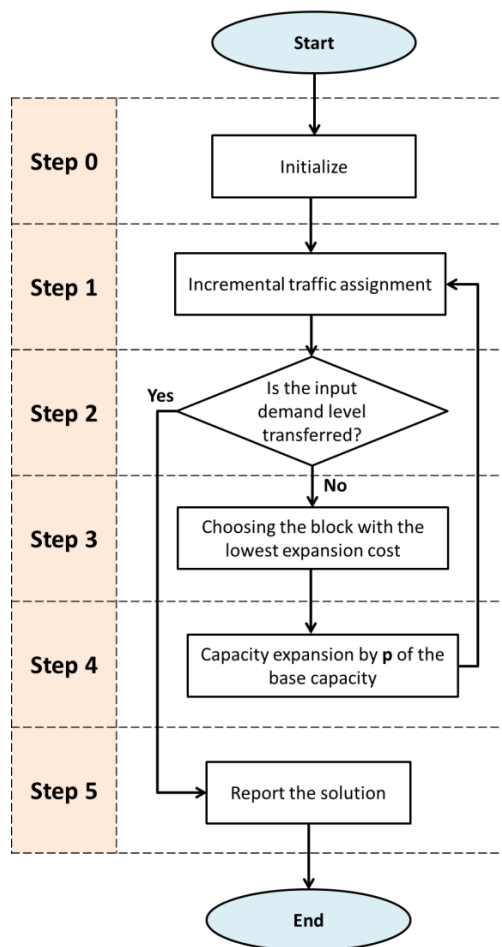 Start
Step 0
Initialize
Step 1
Incremental traffic assignment
Step 2
Yes
Is the input
demand level
transferred?
No
Step 3
Choosing the block with the
lowest expansion cost
Step 4
Capacity expansion by p of the
base capacity
Step 5
Report the solution
End